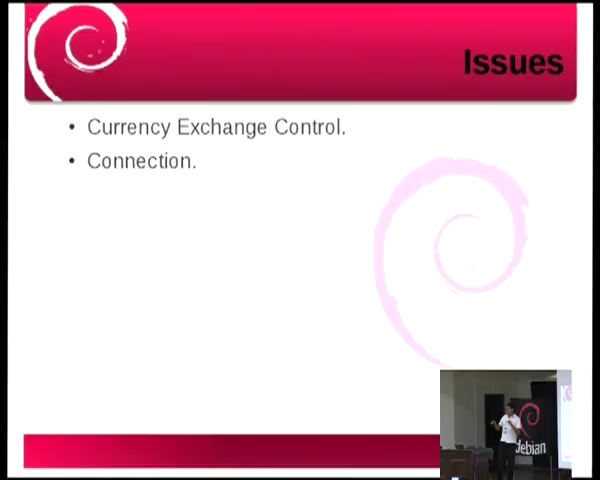 Issues
• Currency Exchange Control.
• Connection.
debian